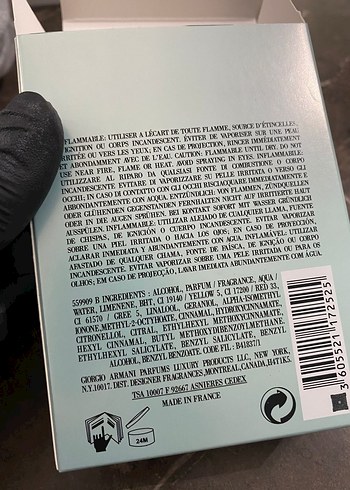 FLAMMABLE: UTILISER A LÉCART DE TOUTE FLAMME, SOURCE D'ÉTINCELLES,
IGNITION OU CORPS INCANDESCENT. ÉVITER DE VAPORISER SUR UNE PEAU
IRRITÉE OU VERS LES YEUX; EN CAS DE PROJECTION, RINCER IMMÉDIATEMENT
ET ABONDAMMENT AVEC DE L'EAU. CAUTION: FLAMMABLE UNTIL DRY. DO NOT
USE NEAR FIRE, FLAME OR HEAT. AVOID SPRAYING IN EYES. INFLAMMABILE:
UTILIZZARE AL RIPARO DA QUALSIASI FONTE DI COMBUSTIONE O CORPO
INCANDESCENTE EVITARE DI VAPORIZZARE SU PELLE IRRITATA O VERSO GLI
OCCHI; IN CASO DI CONTATTO CON GLI OCCHI RISCIACQUARE IMMEDIATAMENTE E
ABBONDANTEMENTE CON ACQUA. ENTZÜNDLICH! VON FLAMMEN, ZÜNDQUELLEN
ODER GLÜHENDEN GEGENSTÄNDEN FERNHALTEN NICHT AUF IRRITIERTE HAUT
ODER IN DIE AUGEN SPRÜHEN. BEI KONTAKT SOFORT MIT WASSER GRÜNDLICH
AUSSPÜLEN. INFLAMABLE. UTILIZAR ALEJADO DE CUALQUIER LLAMA, FUENTE
DE CHISPAS, DE IGNICIÓN O CUERPO INCANDESCENTE. EVITAR VAPORIZAR
SOBRE UNA PIEL IRRITADA O HACIA LOS OJOS; EN CASO DE PROYECCIÓN,
ACLARAR INMEDIATA Y ABUNDANTEMENTE CON AGUA. INFLAMÁVEL: UTILIZAR
AFASTADO DE QUALQUER CHAMA, FONTE DE FAÍSCA, DE IGNIÇÃO OU CORPO
INCANDESCENTE. EVITAR VAPORIZAR SOBRE UMA PELE IRRITADA OU PARA OS
OLHOS; EM CASO DE PROJECÇÃO, LAVAR IMEDIATA ABUNDANTEMENTE COM AGUA.
559909 B INGREDIENTS : ALCOHOL, PARFUM / FRAGRANCE, AQUA /
WATER, LIMONENE, BHT, CI 19140 / YELLOW 5, CI 17200 / RED 33,
CI 61570 / GREE 5, LINALOOL, GERANIOL, ALPHA-ISOMETHYL
IONONE, METHYL-2-OCTYHOATE, CINNAMAL, HYDROXYCINNAMATE,
CITRONELLOL, CITRAL, ETHYLHEXYL METHOXYCINNAMATE,
HEXYL CINNAMAL, BUTYL METHOXYDIBENZOYLMETHANE,
ETHYLHEXYL SALICYLATE, BENZYL SALICYLATE, BENZYL
ALCOHOL, BENZYL BENZOATE. CODE FIL : B41837/1
GIORGIO ARMANI PARFUMS LUXURY PRODUCTS LLC, NEW YORK,
N.Y.10017. DIST. DESIGNER FRAGRANCES, MONTREAL, CANADA, H4T1K5.
TSA 10007 F 92667 ASNIERES CEDEX
MADE IN FRANCE
24M
3 605521 172525